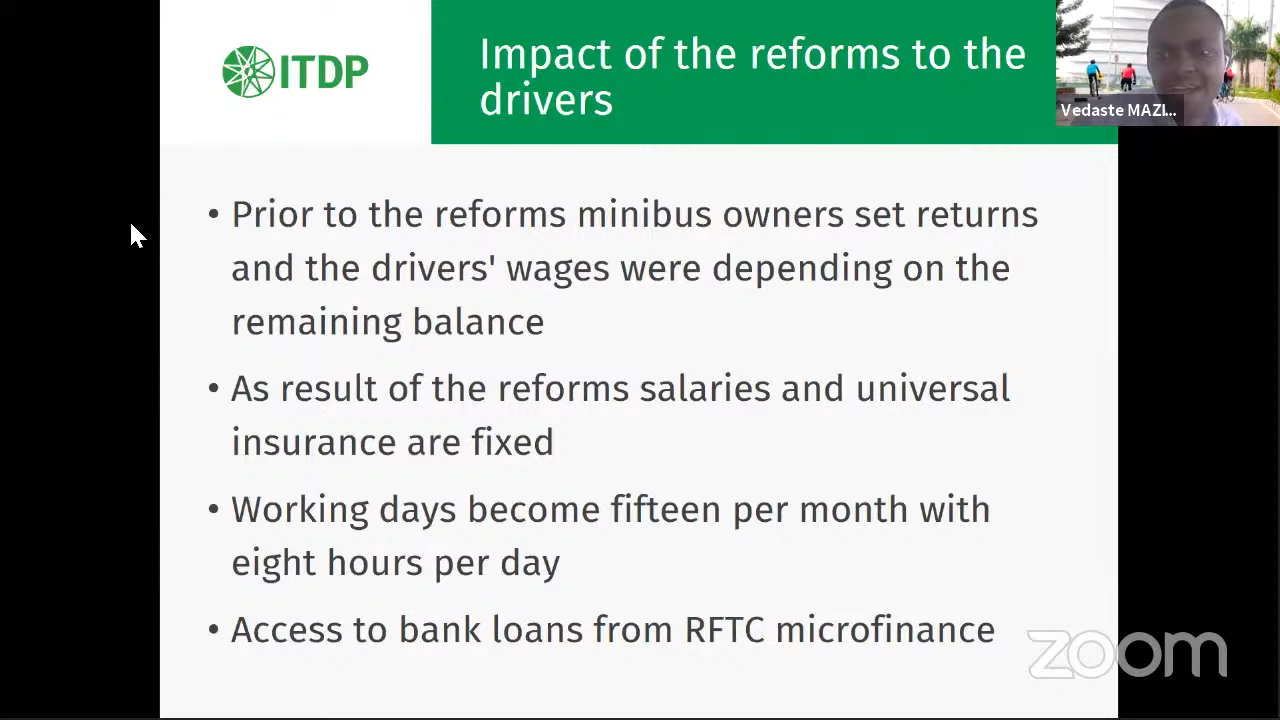 ITDP
Impact of the reforms to the
drivers
Vedaste MAZI...
• Prior to the reforms minibus owners set returns
and the drivers' wages were depending on the
remaining balance
• As result of the reforms salaries and universal
insurance are fixed
• Working days become fifteen per month with
eight hours per day
• Access to bank loans from RFTC microfinance
zoom